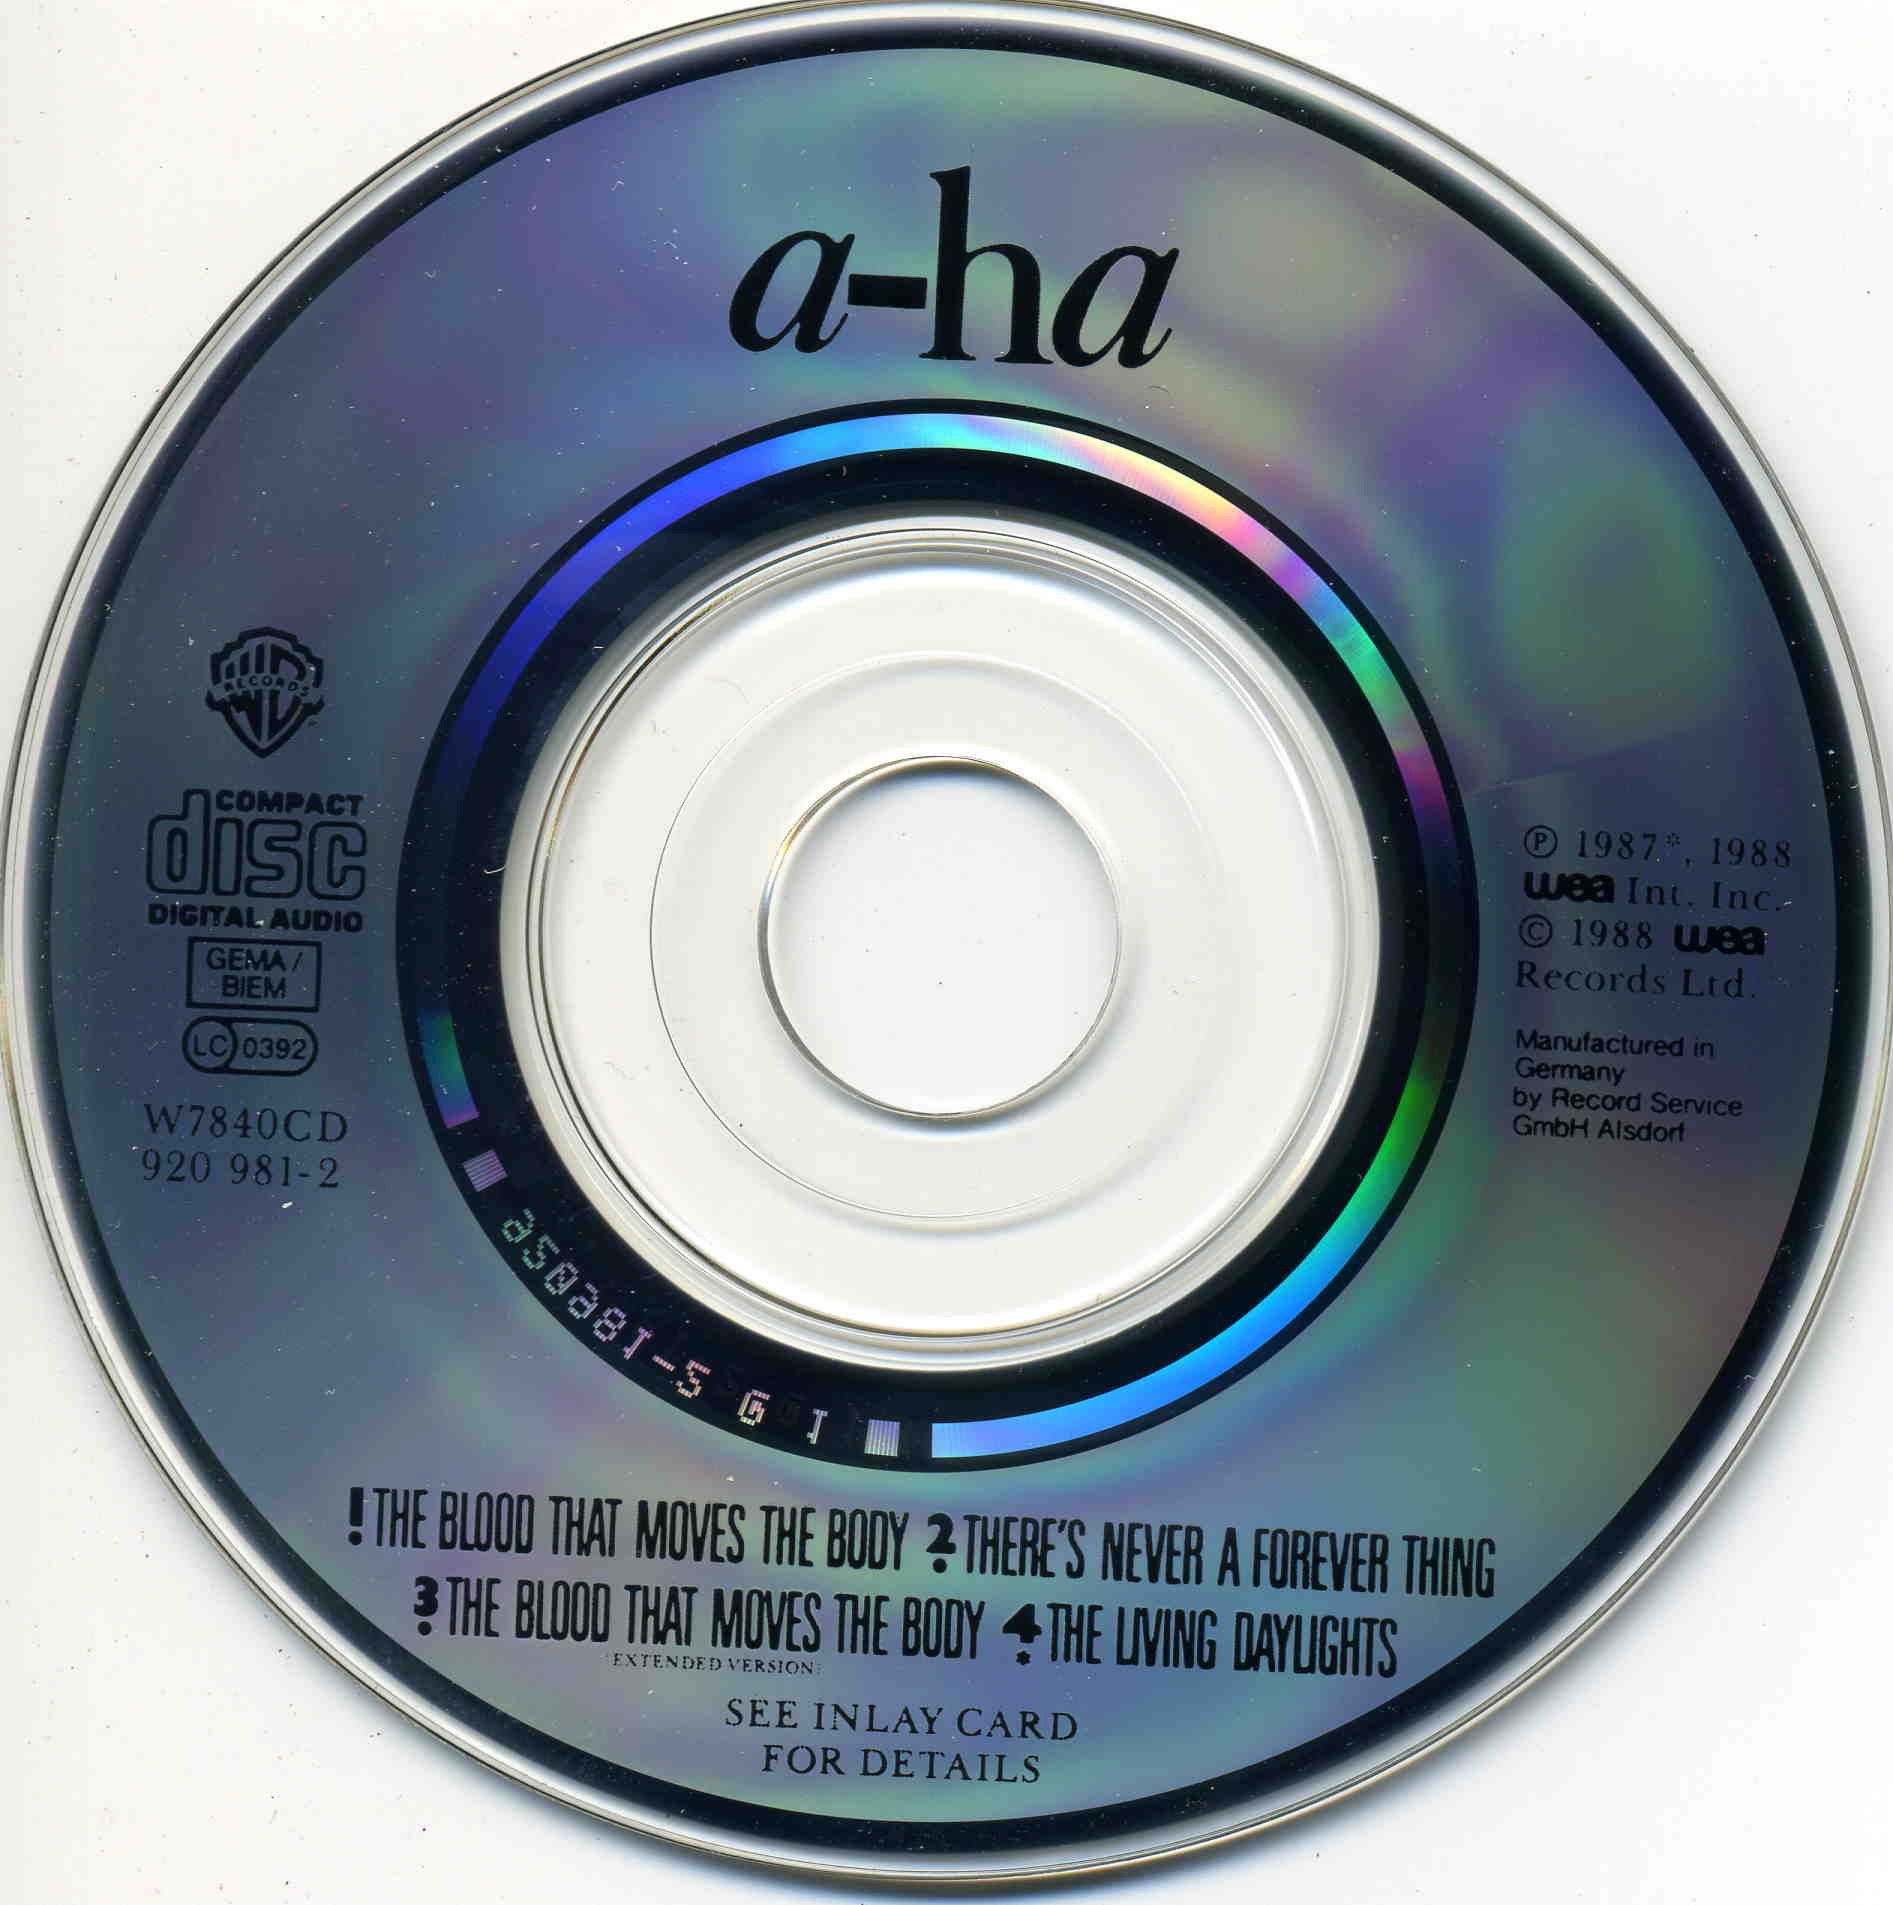 a-ha
WB
RECORDS
COMPACT
disc
DIGITAL AUDIO
GEMA/
BIEM
LC 0392
W7840CD
920 981-2
℗ 1987*, 1988
wea Int. Inc.
© 1988 wea
Records Ltd.
Manufactured in
Germany
by Record Service
GmbH Alsdorf
! THE BLOOD THAT MOVES THE BODY 2 THERE'S NEVER A FOREVER THING
3 THE BLOOD THAT MOVES THE BODY 4 THE LIVING DAYLIGHTS
(EXTENDED VERSION)
*
SEE INLAY CARD
FOR DETAILS